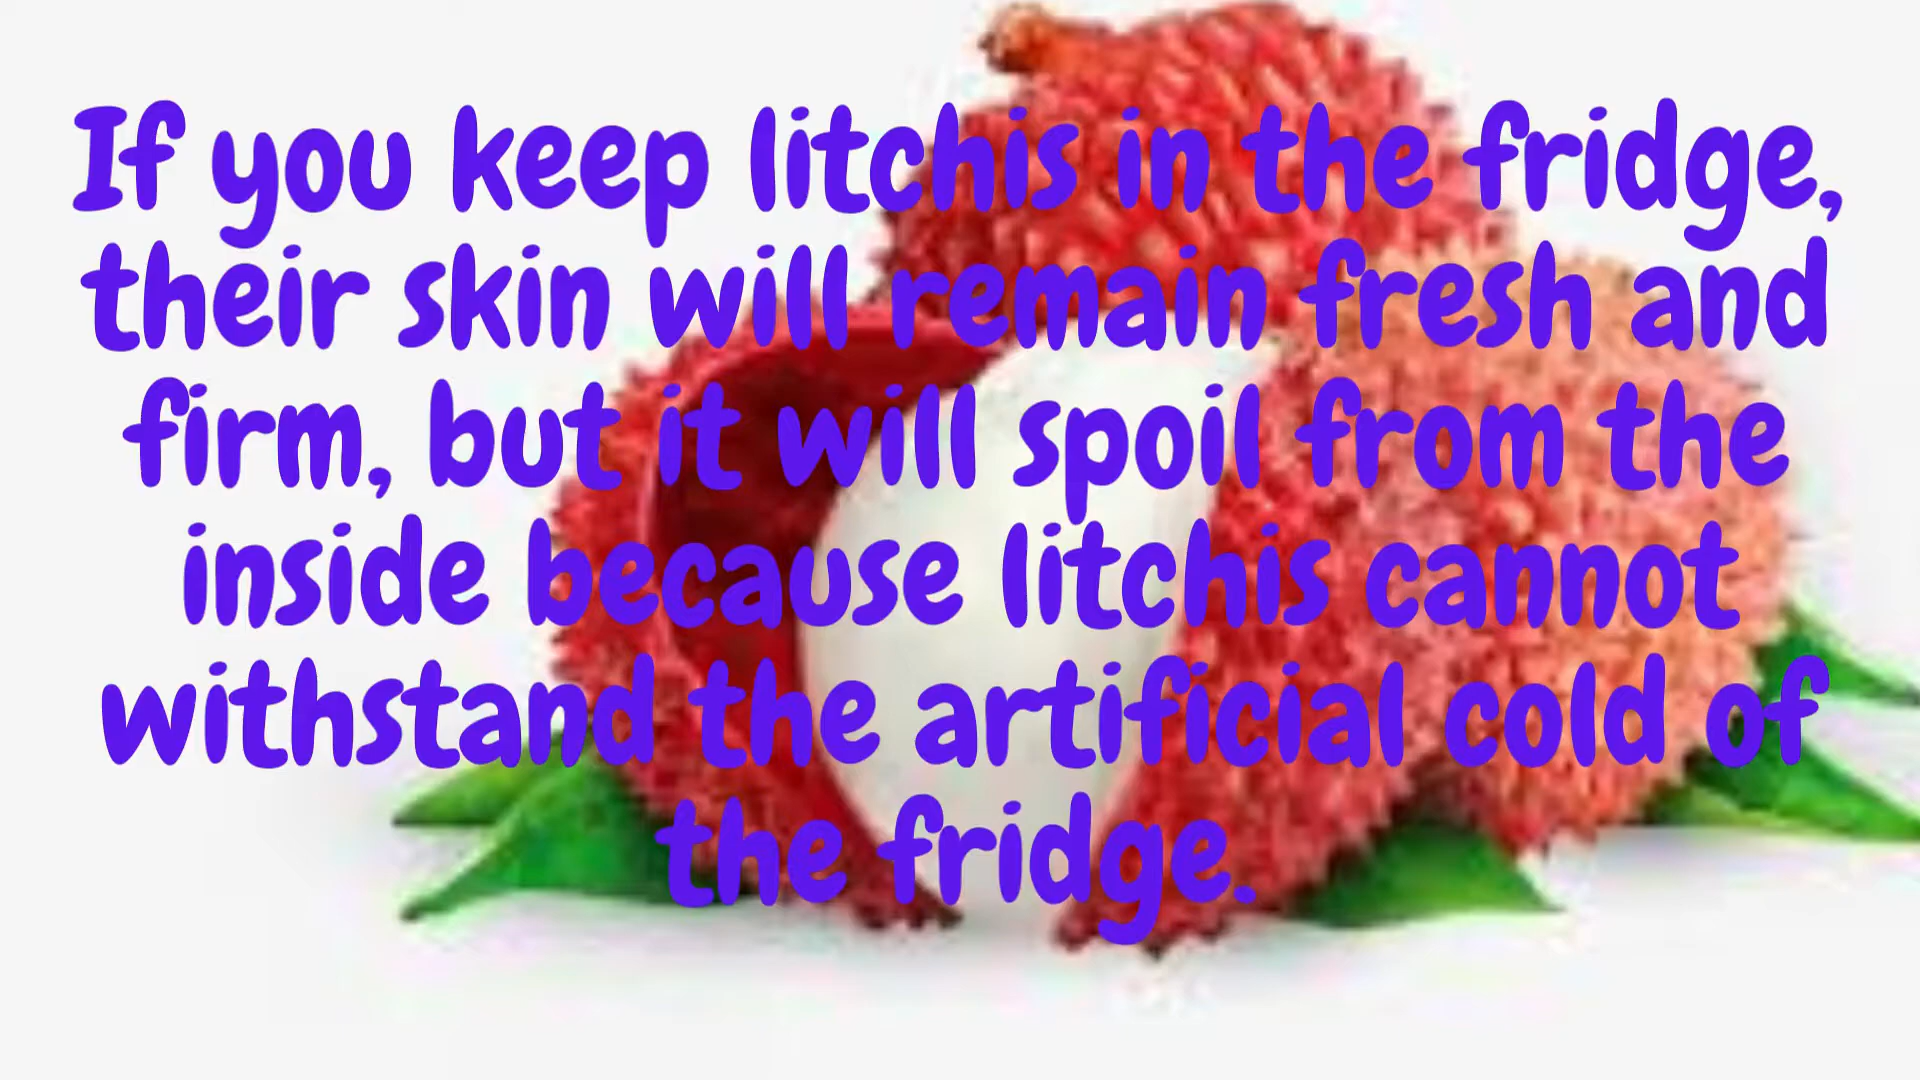 If you keep litchis in the fridge,
their skin will remain fresh and
firm, but it will spoil from the
inside because litchis cannot
withstand the artificial cold of
the fridge.